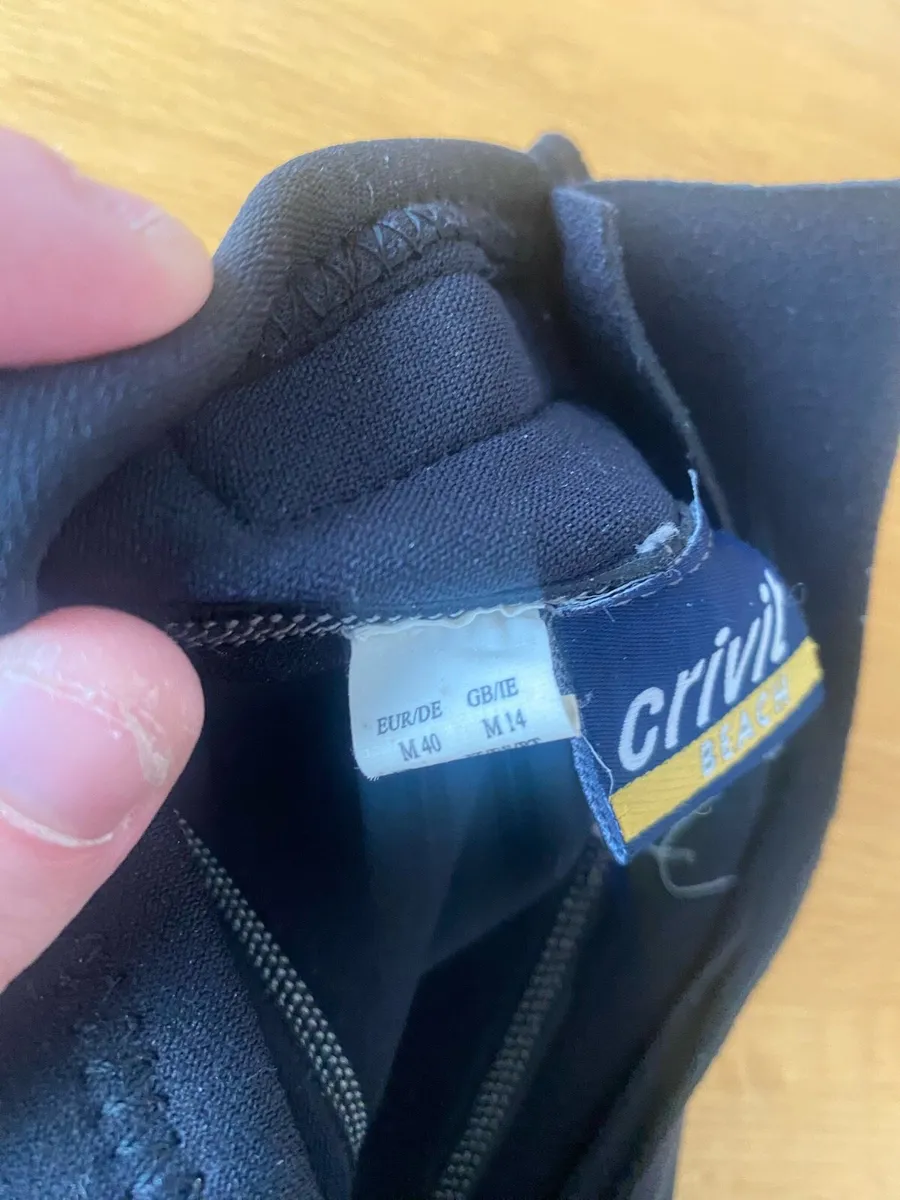 EUR/DE GB/IE
M 40 M 14
crivit
BEACH